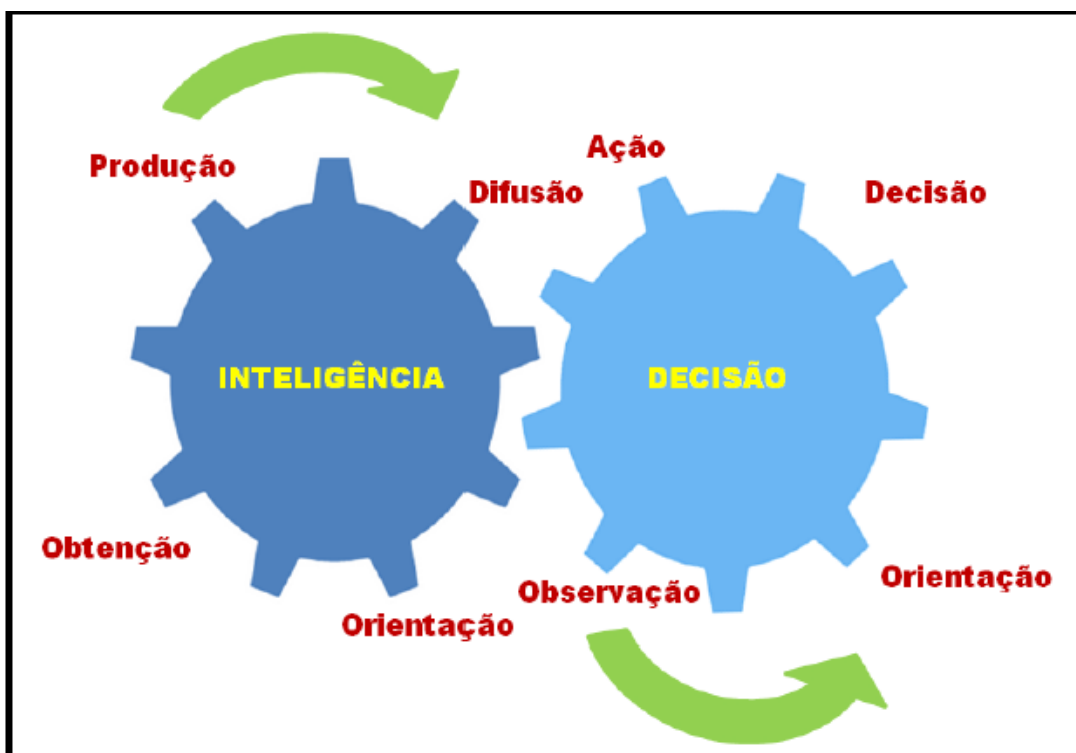 Ação
Produção
Difusão
Decisão
INTELIGÊNCIA
DECISÃO
Obtenção
Observação
Orientação
Orientação